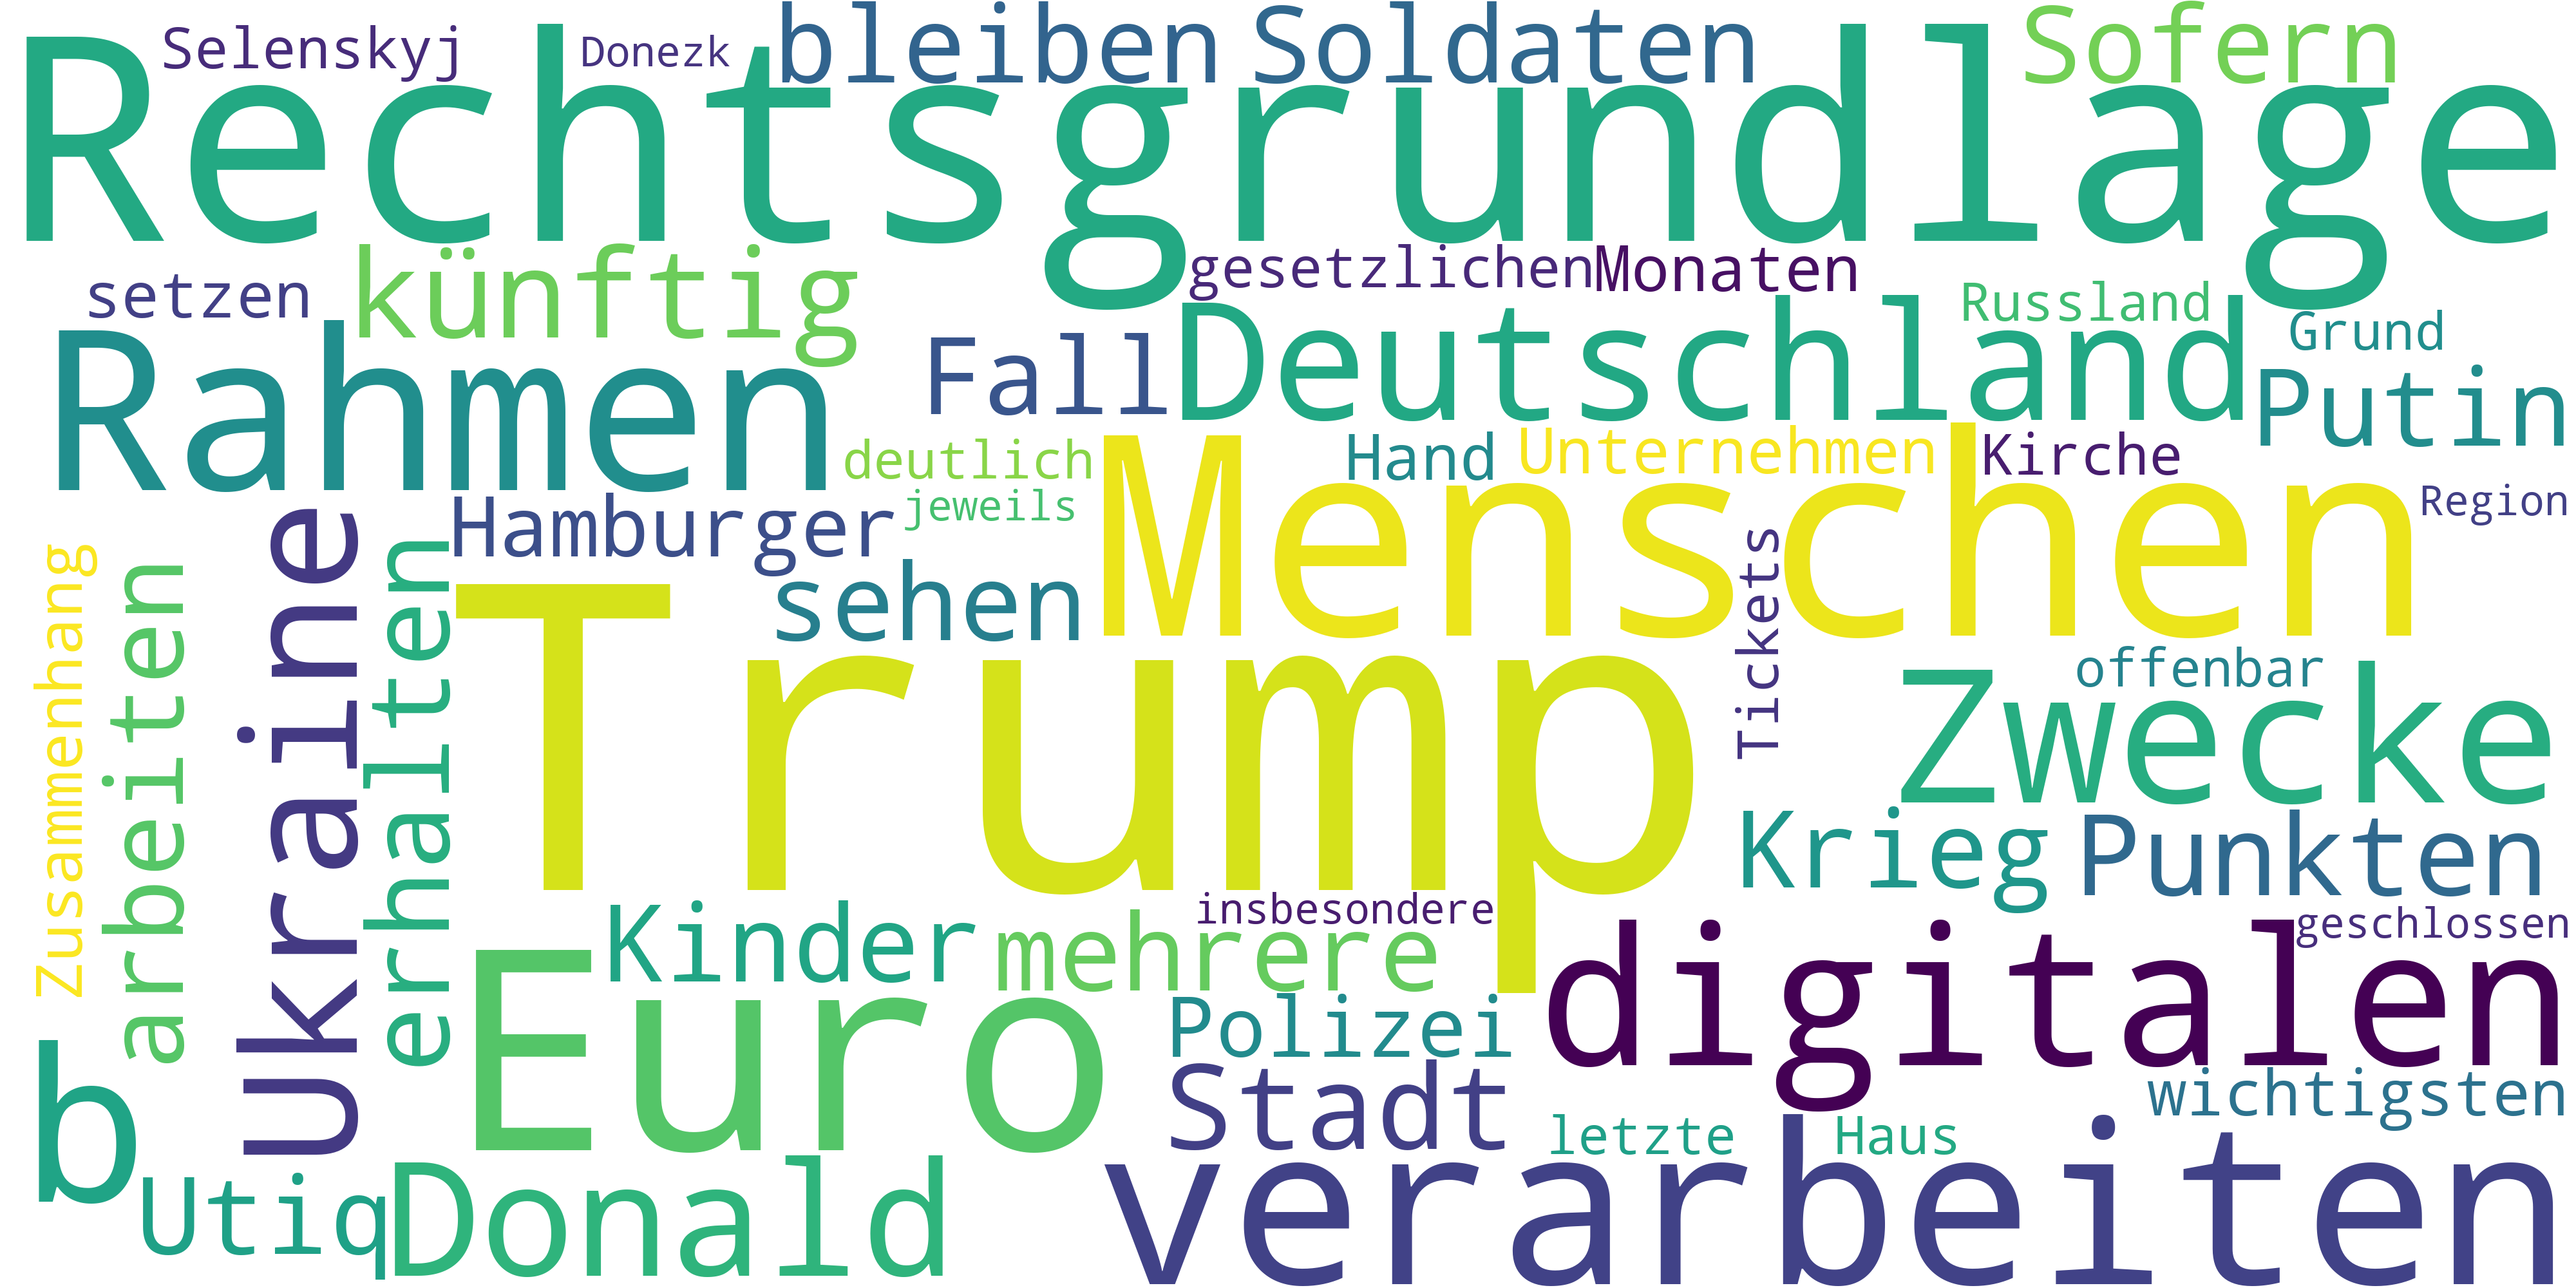 Selenskyj
Donezk
bleiben
Soldaten
Sofern
Rechtsgrundlage
setzen
künftig
gesetzlichen
Monaten
Russland
Grund
Rahmen
Fall
Deutschland
Putin
deutlich
Hand
Unternehmen
Kirche
Region
Hamburger
jeweils
Menschen
Zusammenhang
arbeiten
Ukraine
erhalten
sehen
Tickets
offenbar
Trump
Zwecke
Krieg
Punkten
Kinder
mehrere
insbesondere
geschlossen
Euro
digitalen
Polizei
Stadt
wichtigsten
b
letzte
Haus
Utiq
Donald
verarbeiten